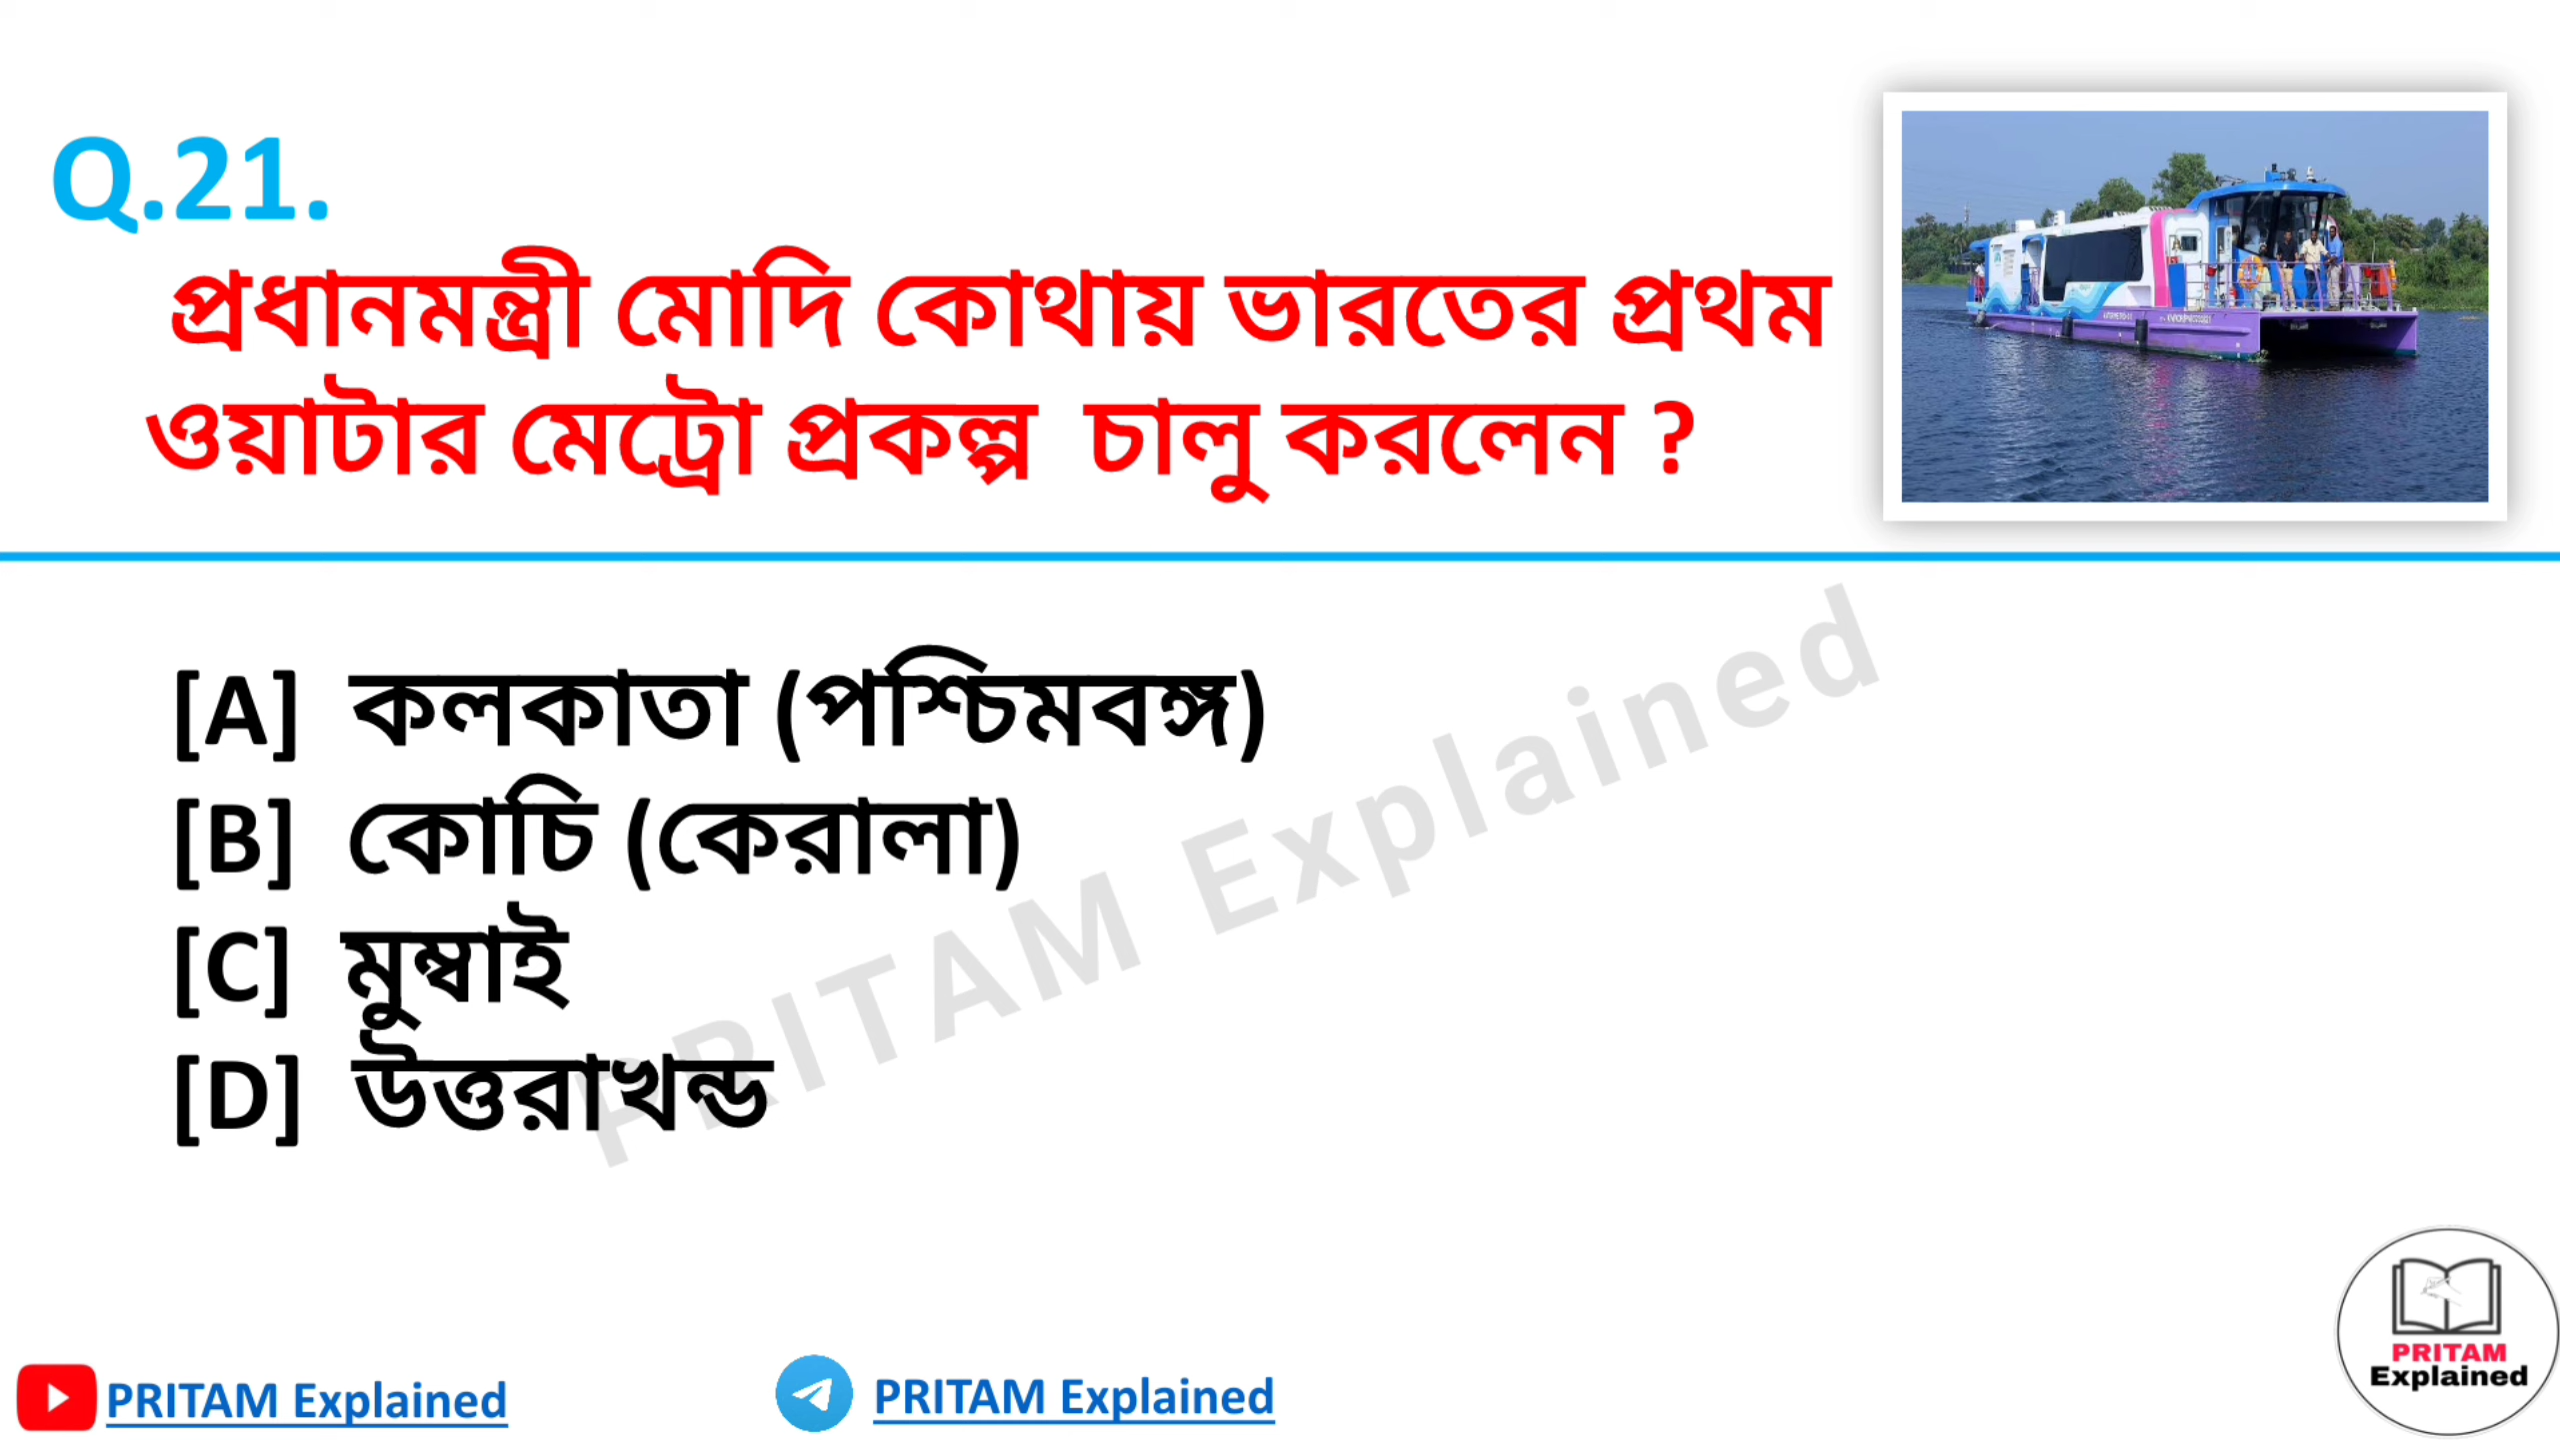 Q.21.
প্রধানমন্ত্রী মোদি কোথায় ভারতের প্রথম
ওয়াটার মেট্রো প্রকল্প চালু করলেন ?
[A] কলকাতা (পশ্চিমবঙ্গ)
[B] কোচি (কেরালা)
[C] মুম্বাই
[D] উত্তরাখন্ড
PRITAM Explained
PRITAM Explained
PRITAM Explained
PRITAM
Explained